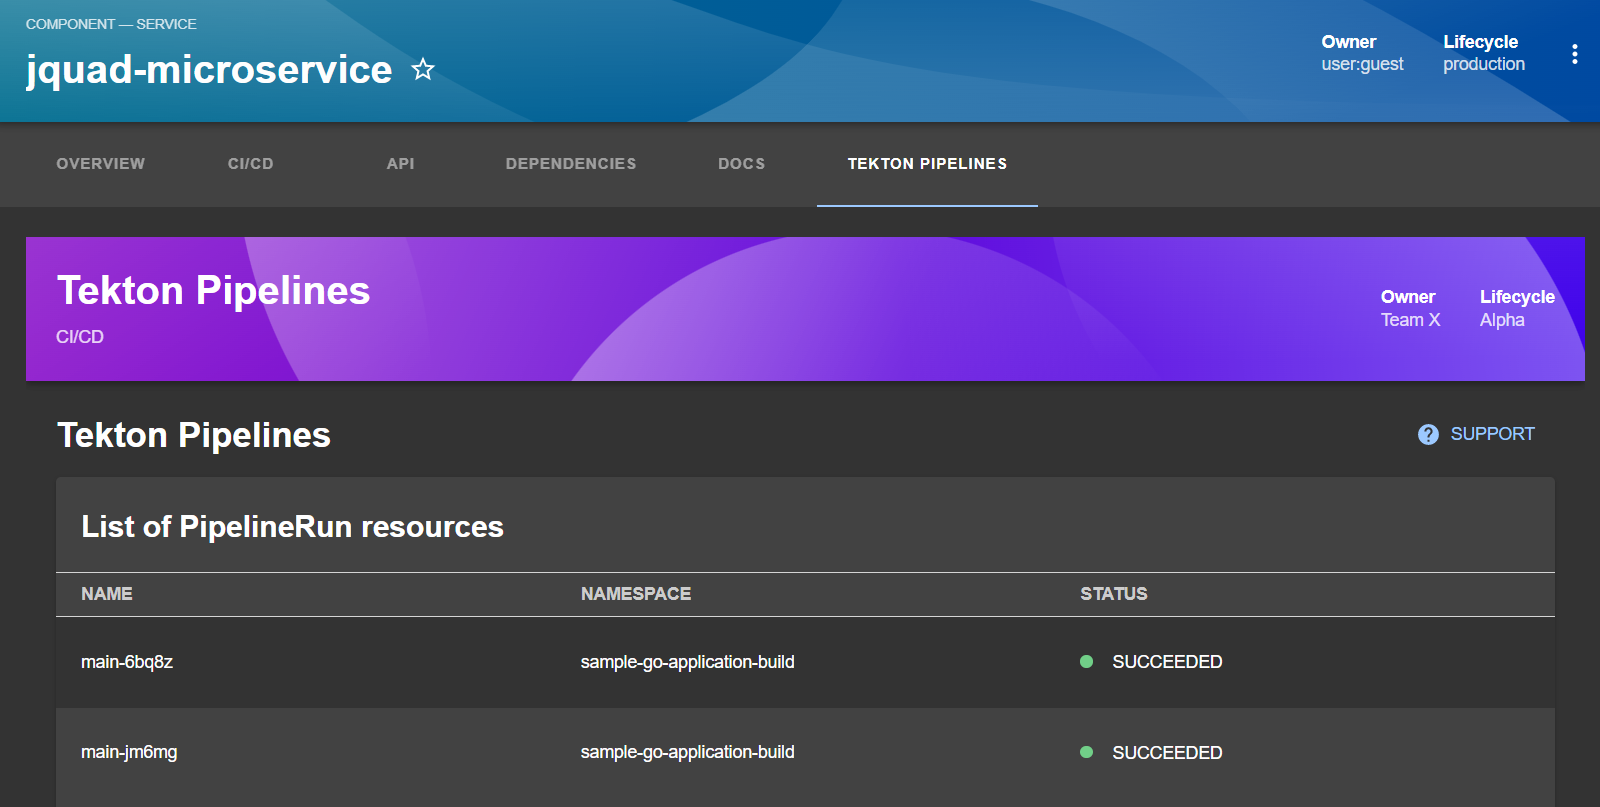 COMPONENT — SERVICE
jquad-microservice
Owner
user:guest
Lifecycle
production
OVERVIEW CI/CD API DEPENDENCIES DOCS TEKTON PIPELINES
Tekton Pipelines
CI/CD
Owner
Team X
Lifecycle
Alpha
Tekton Pipelines
SUPPORT
List of PipelineRun resources
NAME NAMESPACE STATUS
main-6bq8z sample-go-application-build SUCCEEDED
main-jm6mg sample-go-application-build SUCCEEDED